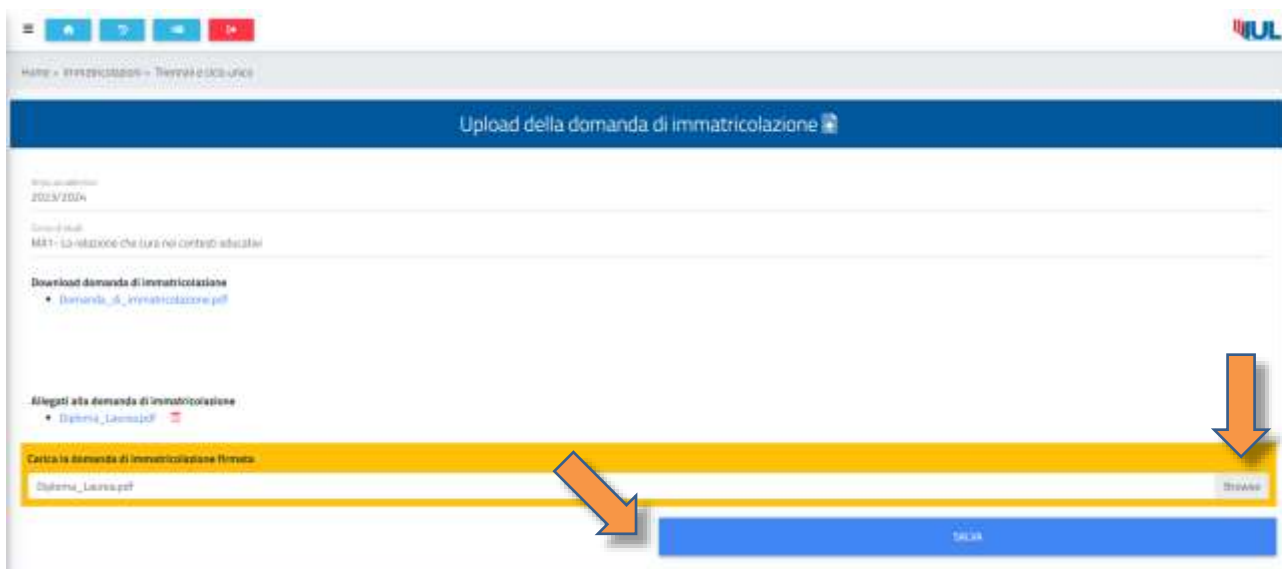 IUL
Home » Immatricolazioni » Triennali e ciclo unico
Upload della domanda di immatricolazione
Anno accademico
2023/2024
Corso di studi
MA1- La relazione che cura nei contesti educativi
Download domanda di immatricolazione
Domanda_di_immatricolazione.pdf
Allegati alla domanda di immatricolazione
Diploma_Laurea.pdf
Carica la domanda di immatricolazione firmata
Diploma_Laurea.pdf
Browse
SALVA